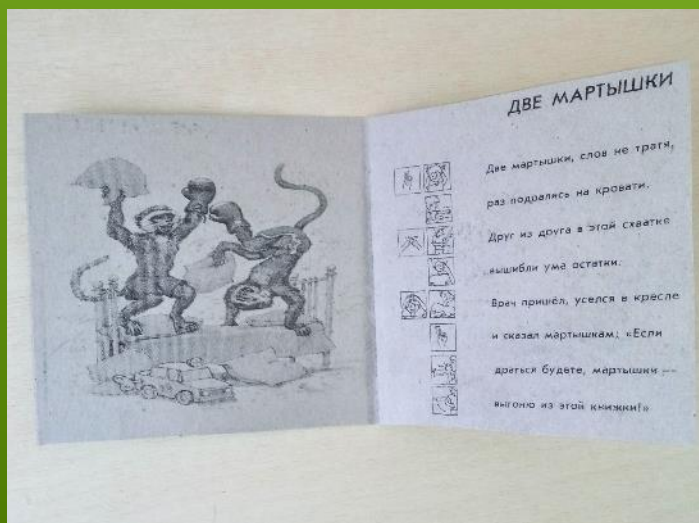 ДВЕ МАРТЫШКИ
Две мартышки, слов не тратя,
раз подрались на кровати.
Друг из друга в этой схватке
вышибли ума остатки.
Врач пришёл, уселся в кресле
и сказал мартышкам: «Если
драться будете, мартышки —
выгоню из этой книжки!»